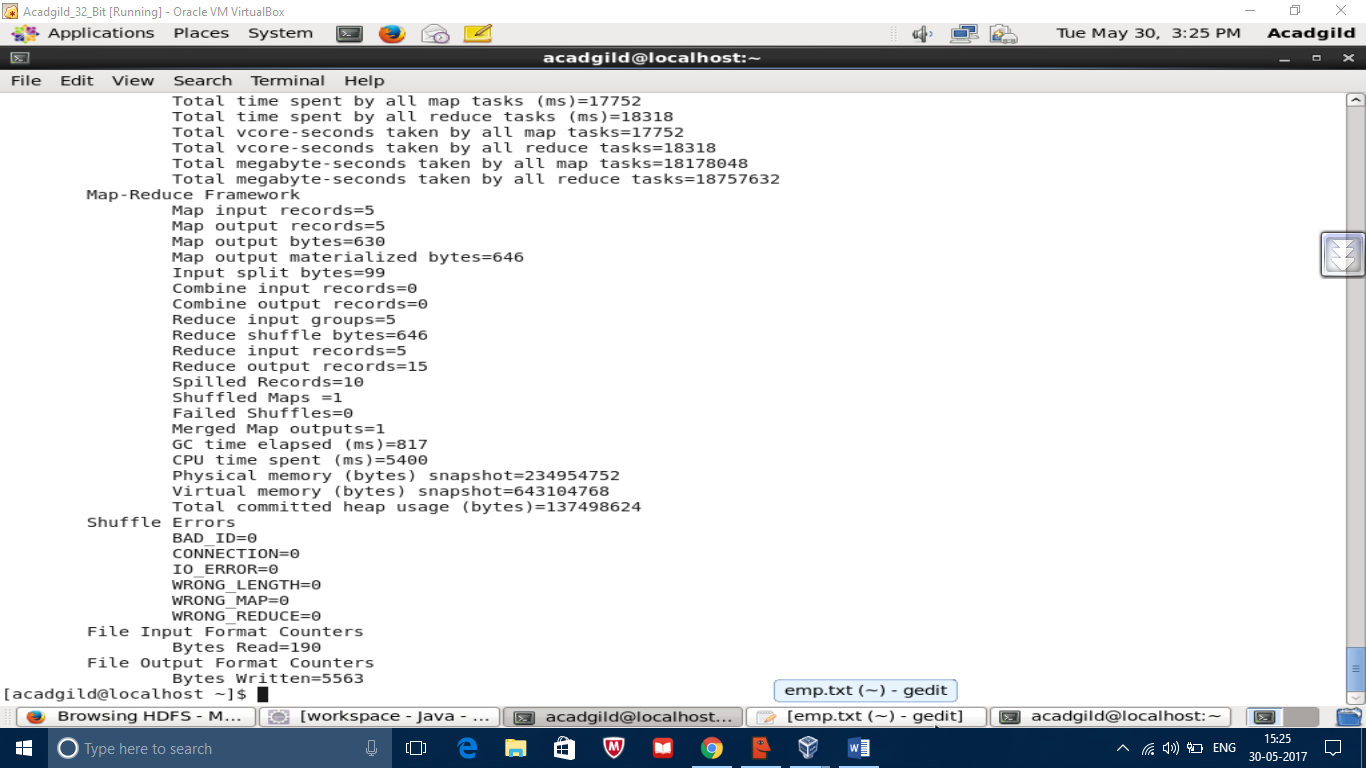 Acadgild_32_Bit [Running] - Oracle VM VirtualBox
Applications Places System Tue May 30, 3:25 PM Acadgild
acadgild@localhost:~
File Edit View Search Terminal Help
Total time spent by all map tasks (ms)=17752
Total time spent by all reduce tasks (ms)=18318
Total vcore-seconds taken by all map tasks=17752
Total vcore-seconds taken by all reduce tasks=18318
Total megabyte-seconds taken by all map tasks=18178048
Total megabyte-seconds taken by all reduce tasks=18757632
Map-Reduce Framework
Map input records=5
Map output records=5
Map output bytes=630
Map output materialized bytes=646
Input split bytes=99
Combine input records=0
Combine output records=0
Reduce input groups=5
Reduce shuffle bytes=646
Reduce input records=5
Reduce output records=15
Spilled Records=10
Shuffled Maps =1
Failed Shuffles=0
Merged Map outputs=1
GC time elapsed (ms)=817
CPU time spent (ms)=5400
Physical memory (bytes) snapshot=234954752
Virtual memory (bytes) snapshot=643104768
Total committed heap usage (bytes)=137498624
Shuffle Errors
BAD_ID=0
CONNECTION=0
IO_ERROR=0
WRONG_LENGTH=0
WRONG_MAP=0
WRONG_REDUCE=0
File Input Format Counters
Bytes Read=190
File Output Format Counters
Bytes Written=5563
[acadgild@localhost ~]$
emp.txt (~) - gedit
Browsing HDFS - M... [workspace - Java - ... acadgild@localhost... [emp.txt (~) - gedit] acadgild@localhost:~
Type here to search ENG 15:25
30-05-2017